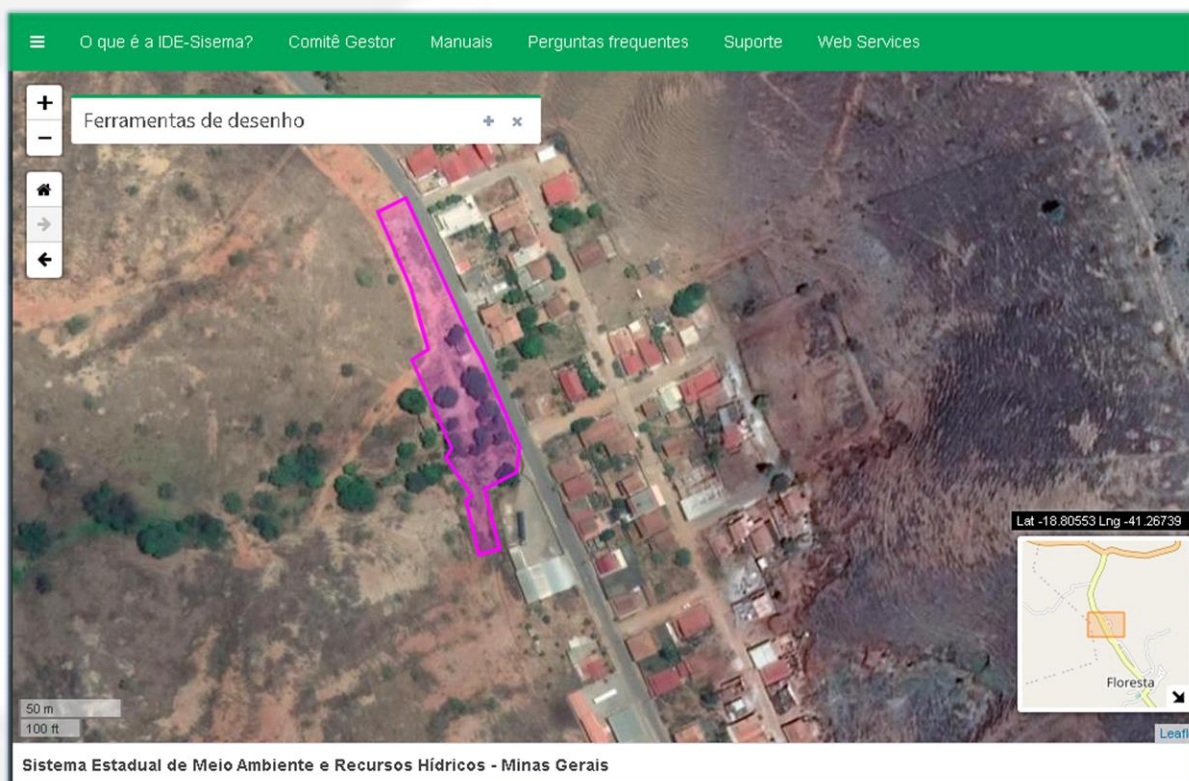 O que é a IDE-Sisema? Comitê Gestor Manuais Perguntas frequentes Suporte Web Services
Ferramentas de desenho
Lat -18.80553 Lng -41.26739
Floresta
50 m
100 ft
Leafl
Sistema Estadual de Meio Ambiente e Recursos Hídricos - Minas Gerais